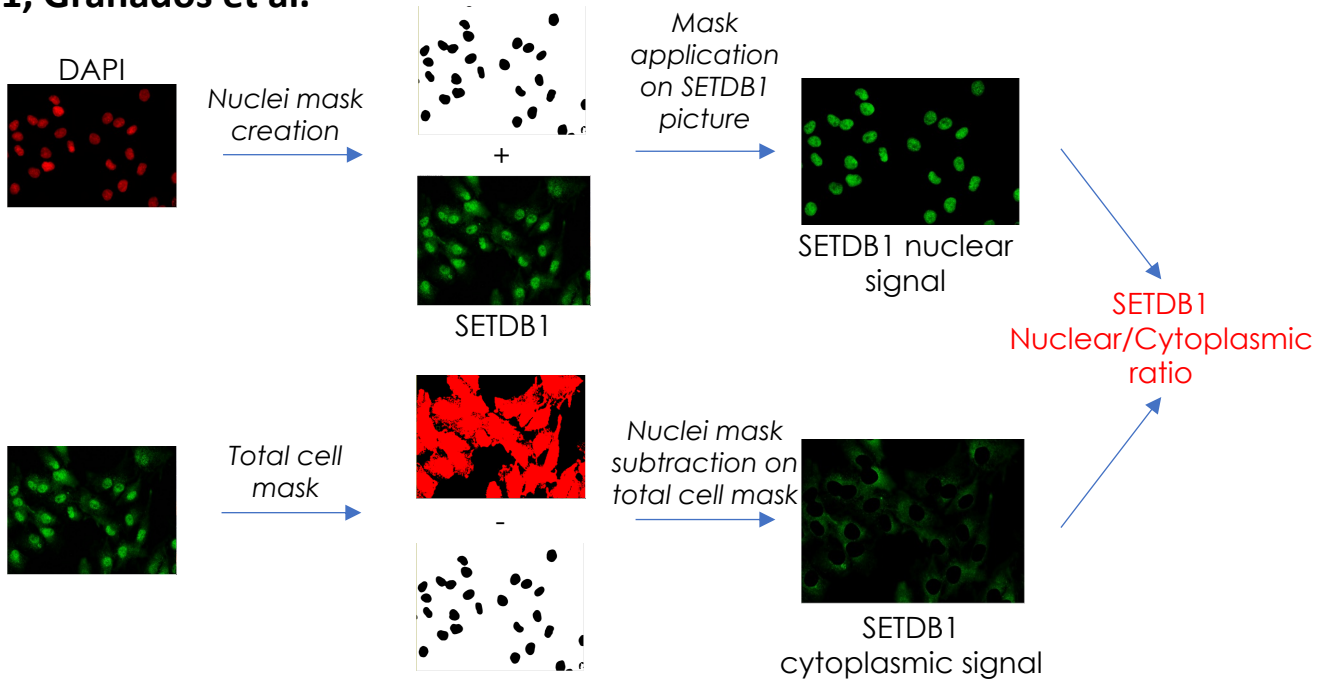 1, Granados et al.
DAPI
Nuclei mask
creation
+
SETDB1
Mask
application
on SETDB1
picture
SETDB1 nuclear
signal
Total cell
mask
-
Nuclei mask
subtraction on
total cell mask
SETDB1
cytoplasmic signal
SETDB1
Nuclear/Cytoplasmic
ratio